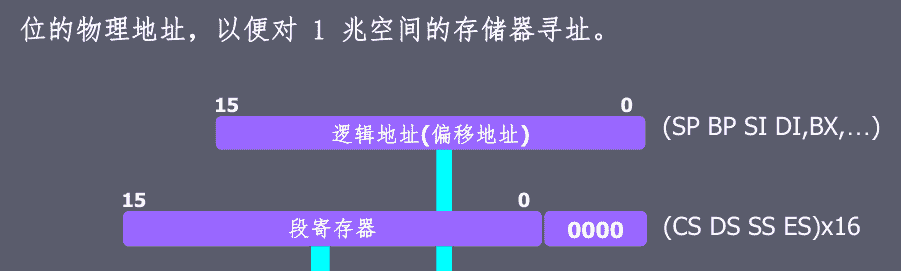 位的物理地址，以便对 1 兆空间的存储器寻址。
15 0
逻辑地址(偏移地址) (SP BP SI DI,BX,…)
15 0
段寄存器 0000 (CS DS SS ES)x16